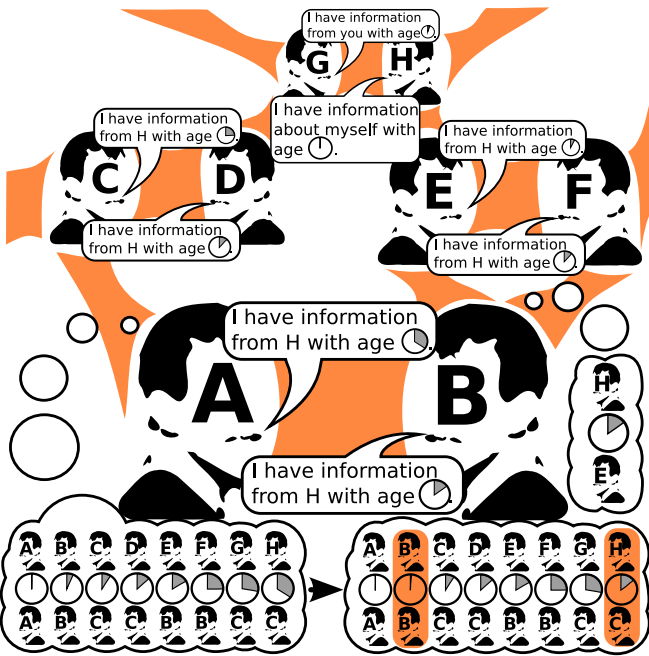 I have information
from you with age .
G
H
I have information
about myself with
age .
I have information
from H with age .
C
D
I have information
from H with age .
I have information
from H with age .
E
F
I have information
from H with age .
I have information
from H with age .
A
B
I have information
from H with age .
H
E
A B C D E F G H
A B C B B C C C
A B C D E F G H
A B C C B B C C